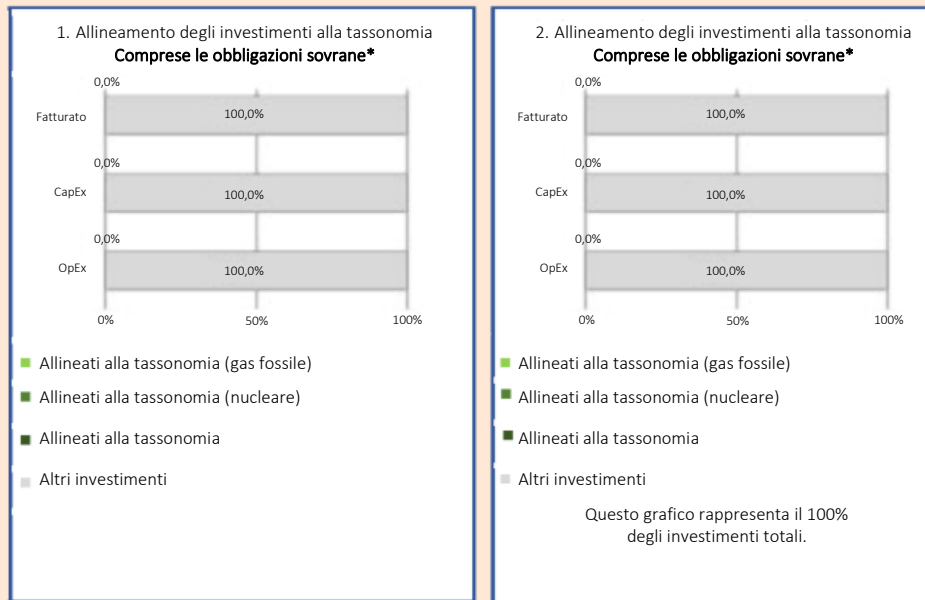 1. Allineamento degli investimenti alla tassonomia
Comprese le obbligazioni sovrane*
0,0%
Fatturato
100,0%
0,0%
CapEx
100,0%
0,0%
OpEx
100,0%
0%
50%
100%
Allineati alla tassonomia (gas fossile)
Allineati alla tassonomia (nucleare)
Allineati alla tassonomia
Altri investimenti
2. Allineamento degli investimenti alla tassonomia
Comprese le obbligazioni sovrane*
0,0%
Fatturato
100,0%
0,0%
CapEx
100,0%
0,0%
OpEx
100,0%
0%
50%
100%
Allineati alla tassonomia (gas fossile)
Allineati alla tassonomia (nucleare)
Allineati alla tassonomia
Altri investimenti
Questo grafico rappresenta il 100%
degli investimenti totali.